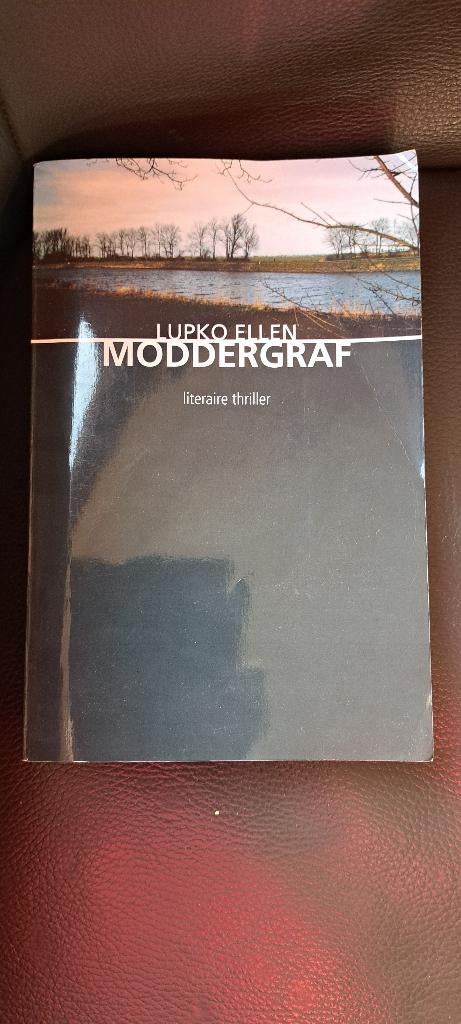 LUPKO ELLEN
MODDERGRAF
literaire thriller